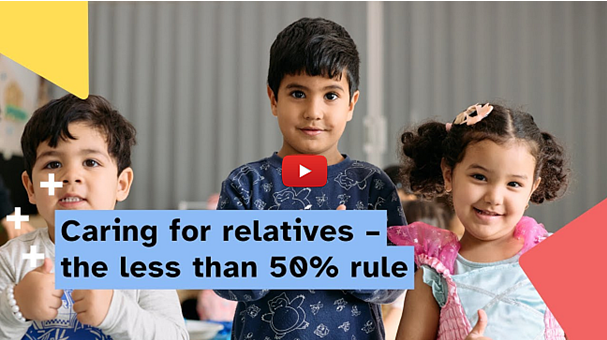 Caring for relatives –
the less than 50% rule